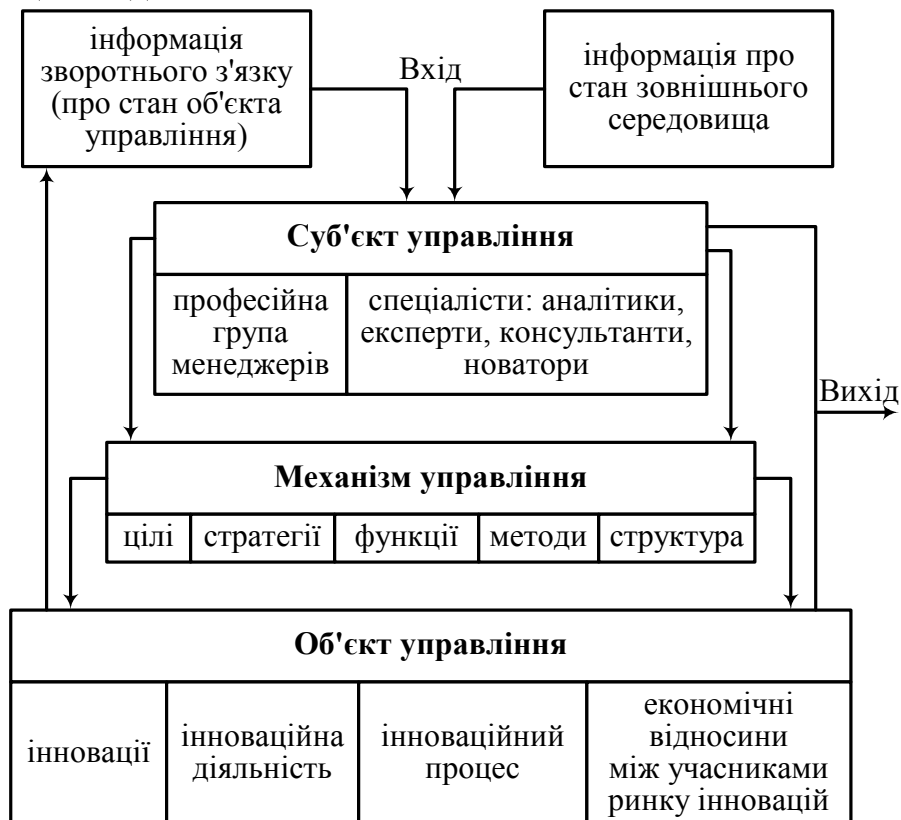 інформація
зворотнього з'язку
(про стан об'єкта
управління)
Вхід
інформація про
стан зовнішнього
середовища
Суб'єкт управління
професійна
група
менеджерів
спеціалісти: аналітики,
експерти, консультанти,
новатори
Вихід
Механізм управління
цілі
стратегії
функції
методи
структура
Об'єкт управління
інновації
інноваційна
діяльність
інноваційний
процес
економічні
відносини
між учасниками
ринку інновацій